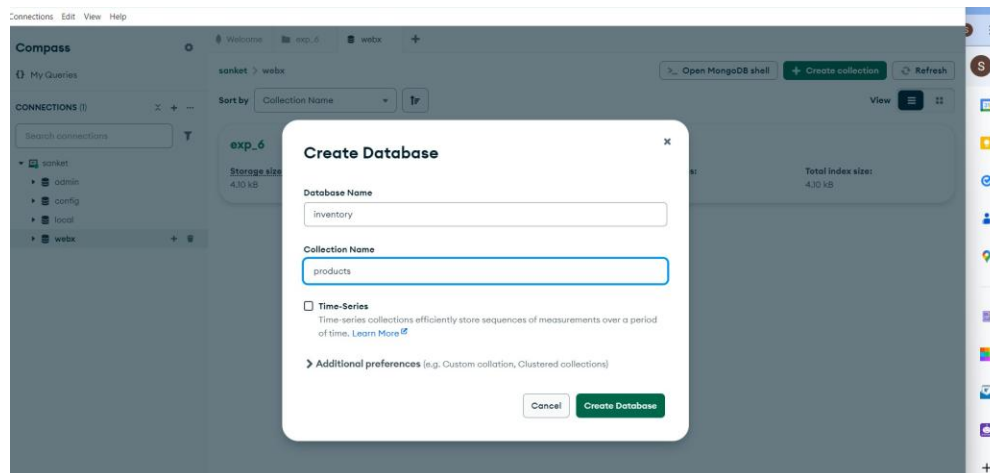 Connections Edit View Help
Compass
Welcome exp_6 webx
{} My Queries
sanket > webx
>_ Open MongoDB shell + Create collection Refresh
CONNECTIONS (1)
Sort by Collection Name View
Search connections
sanket
admin
config
local
webx
exp_6
Storage size
4.10 kB
Total index size:
4.10 kB
Create Database
Database Name
inventory
Collection Name
products
Time-Series
Time-series collections efficiently store sequences of measurements over a period
of time. Learn More
Additional preferences (e.g. Custom collation, Clustered collections)
Cancel Create Database
S